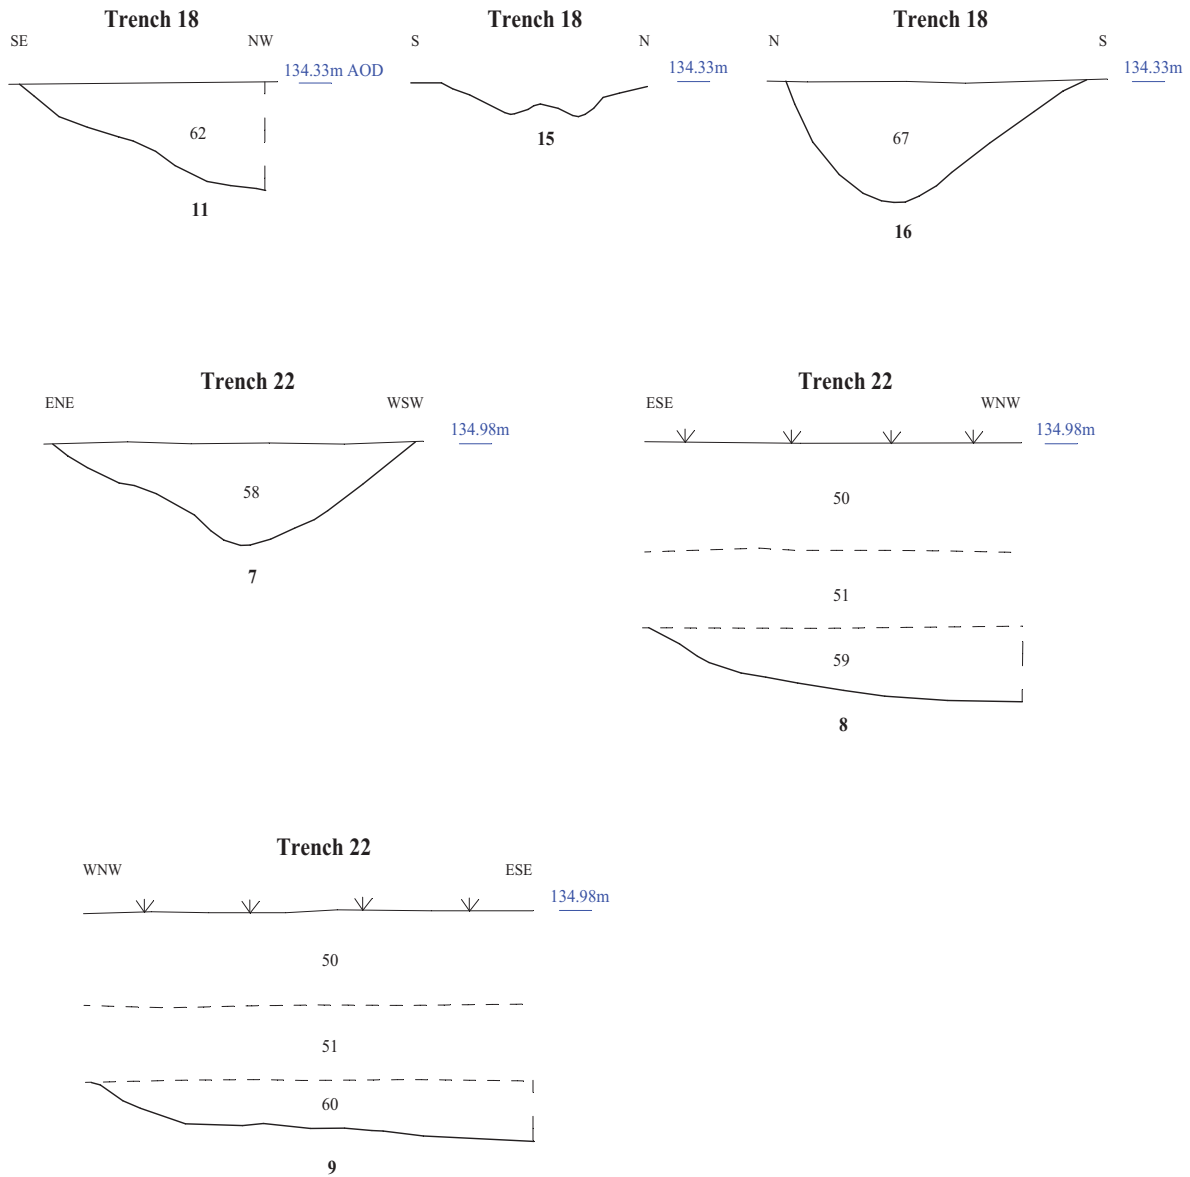 Trench 18
SE NW
134.33m AOD
62
11
Trench 18
S N
134.33m
15
Trench 18
N S
134.33m
67
16
Trench 22
ENE WSW
134.98m
58
7
Trench 22
ESE WNW
134.98m
50
51
59
8
Trench 22
WNW ESE
134.98m
50
51
60
9